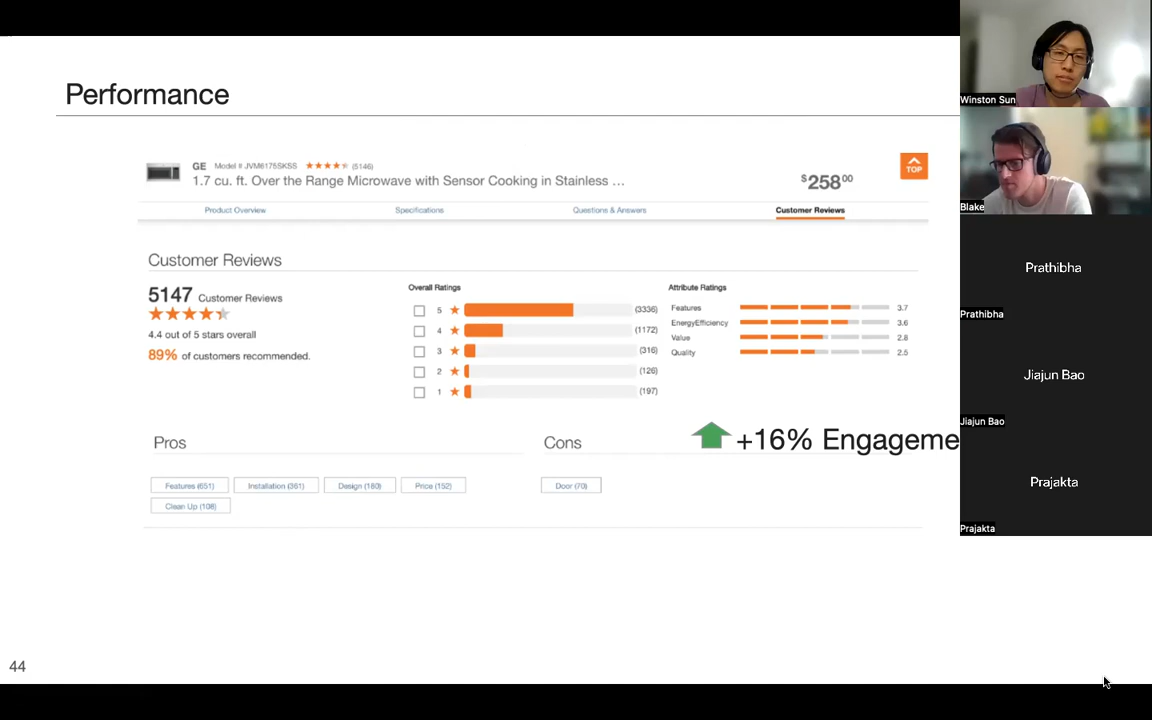 Performance
GE Model # JVM6175SKSS (5146)
1.7 cu. ft. Over the Range Microwave with Sensor Cooking in Stainless ...
$25800
TOP
Product Overview Specifications Questions & Answers Customer Reviews
Customer Reviews
5147 Customer Reviews
4.4 out of 5 stars overall
89% of customers recommended.
Overall Ratings
5 (3336)
4 (1172)
3 (316)
2 (126)
1 (197)
Attribute Ratings
Features 3.7
EnergyEfficiency 3.6
Value 2.8
Quality 2.5
Pros
Features (651) Installation (361) Design (180) Price (152)
Clean Up (108)
Cons
Door (70)
+16% Engageme
44
Winston Sun
Blake
Prathibha
Prathibha
Jiajun Bao
Jiajun Bao
Prajakta
Prajakta